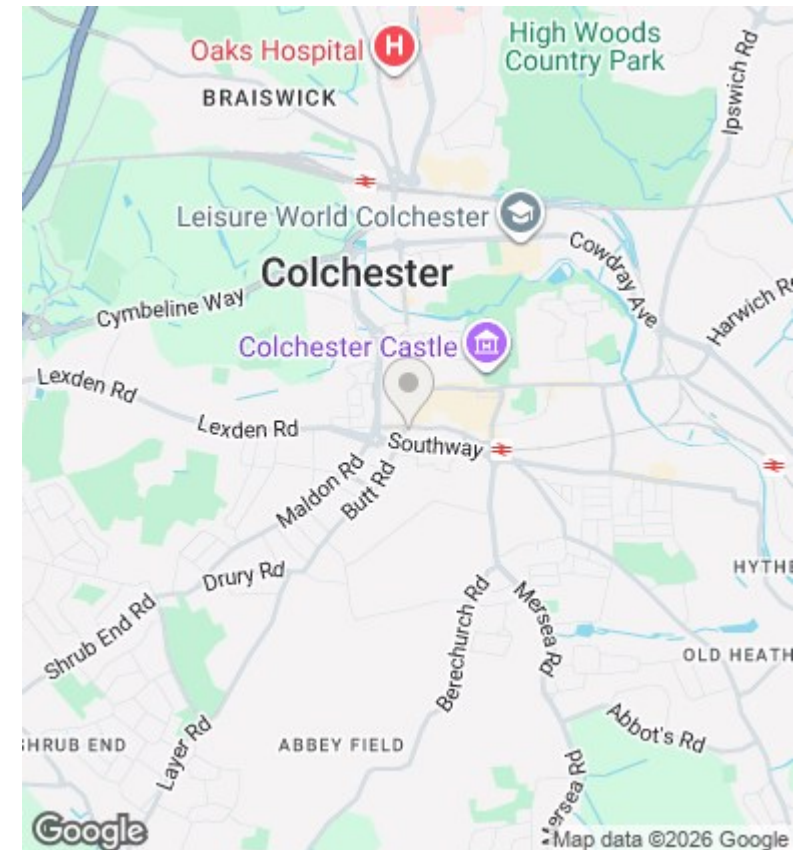 Oaks Hospital
H
High Woods
Country Park
Ipswich Rd
BRAISWICK
Leisure World Colchester
Cowdray Ave
Colchester
Cymbeline Way
Harwich Rd
Colchester Castle
Lexden Rd
Lexden Rd
Southway
Maldon Rd
Butt Rd
Drury Rd
HYTHE
Berechurch Rd
Mersea Rd
Shrub End Rd
OLD HEATH
Abbot's Rd
Layer Rd
SHRUB END
ABBEY FIELD
Mersea Rd
Google
Map data ©2026 Google